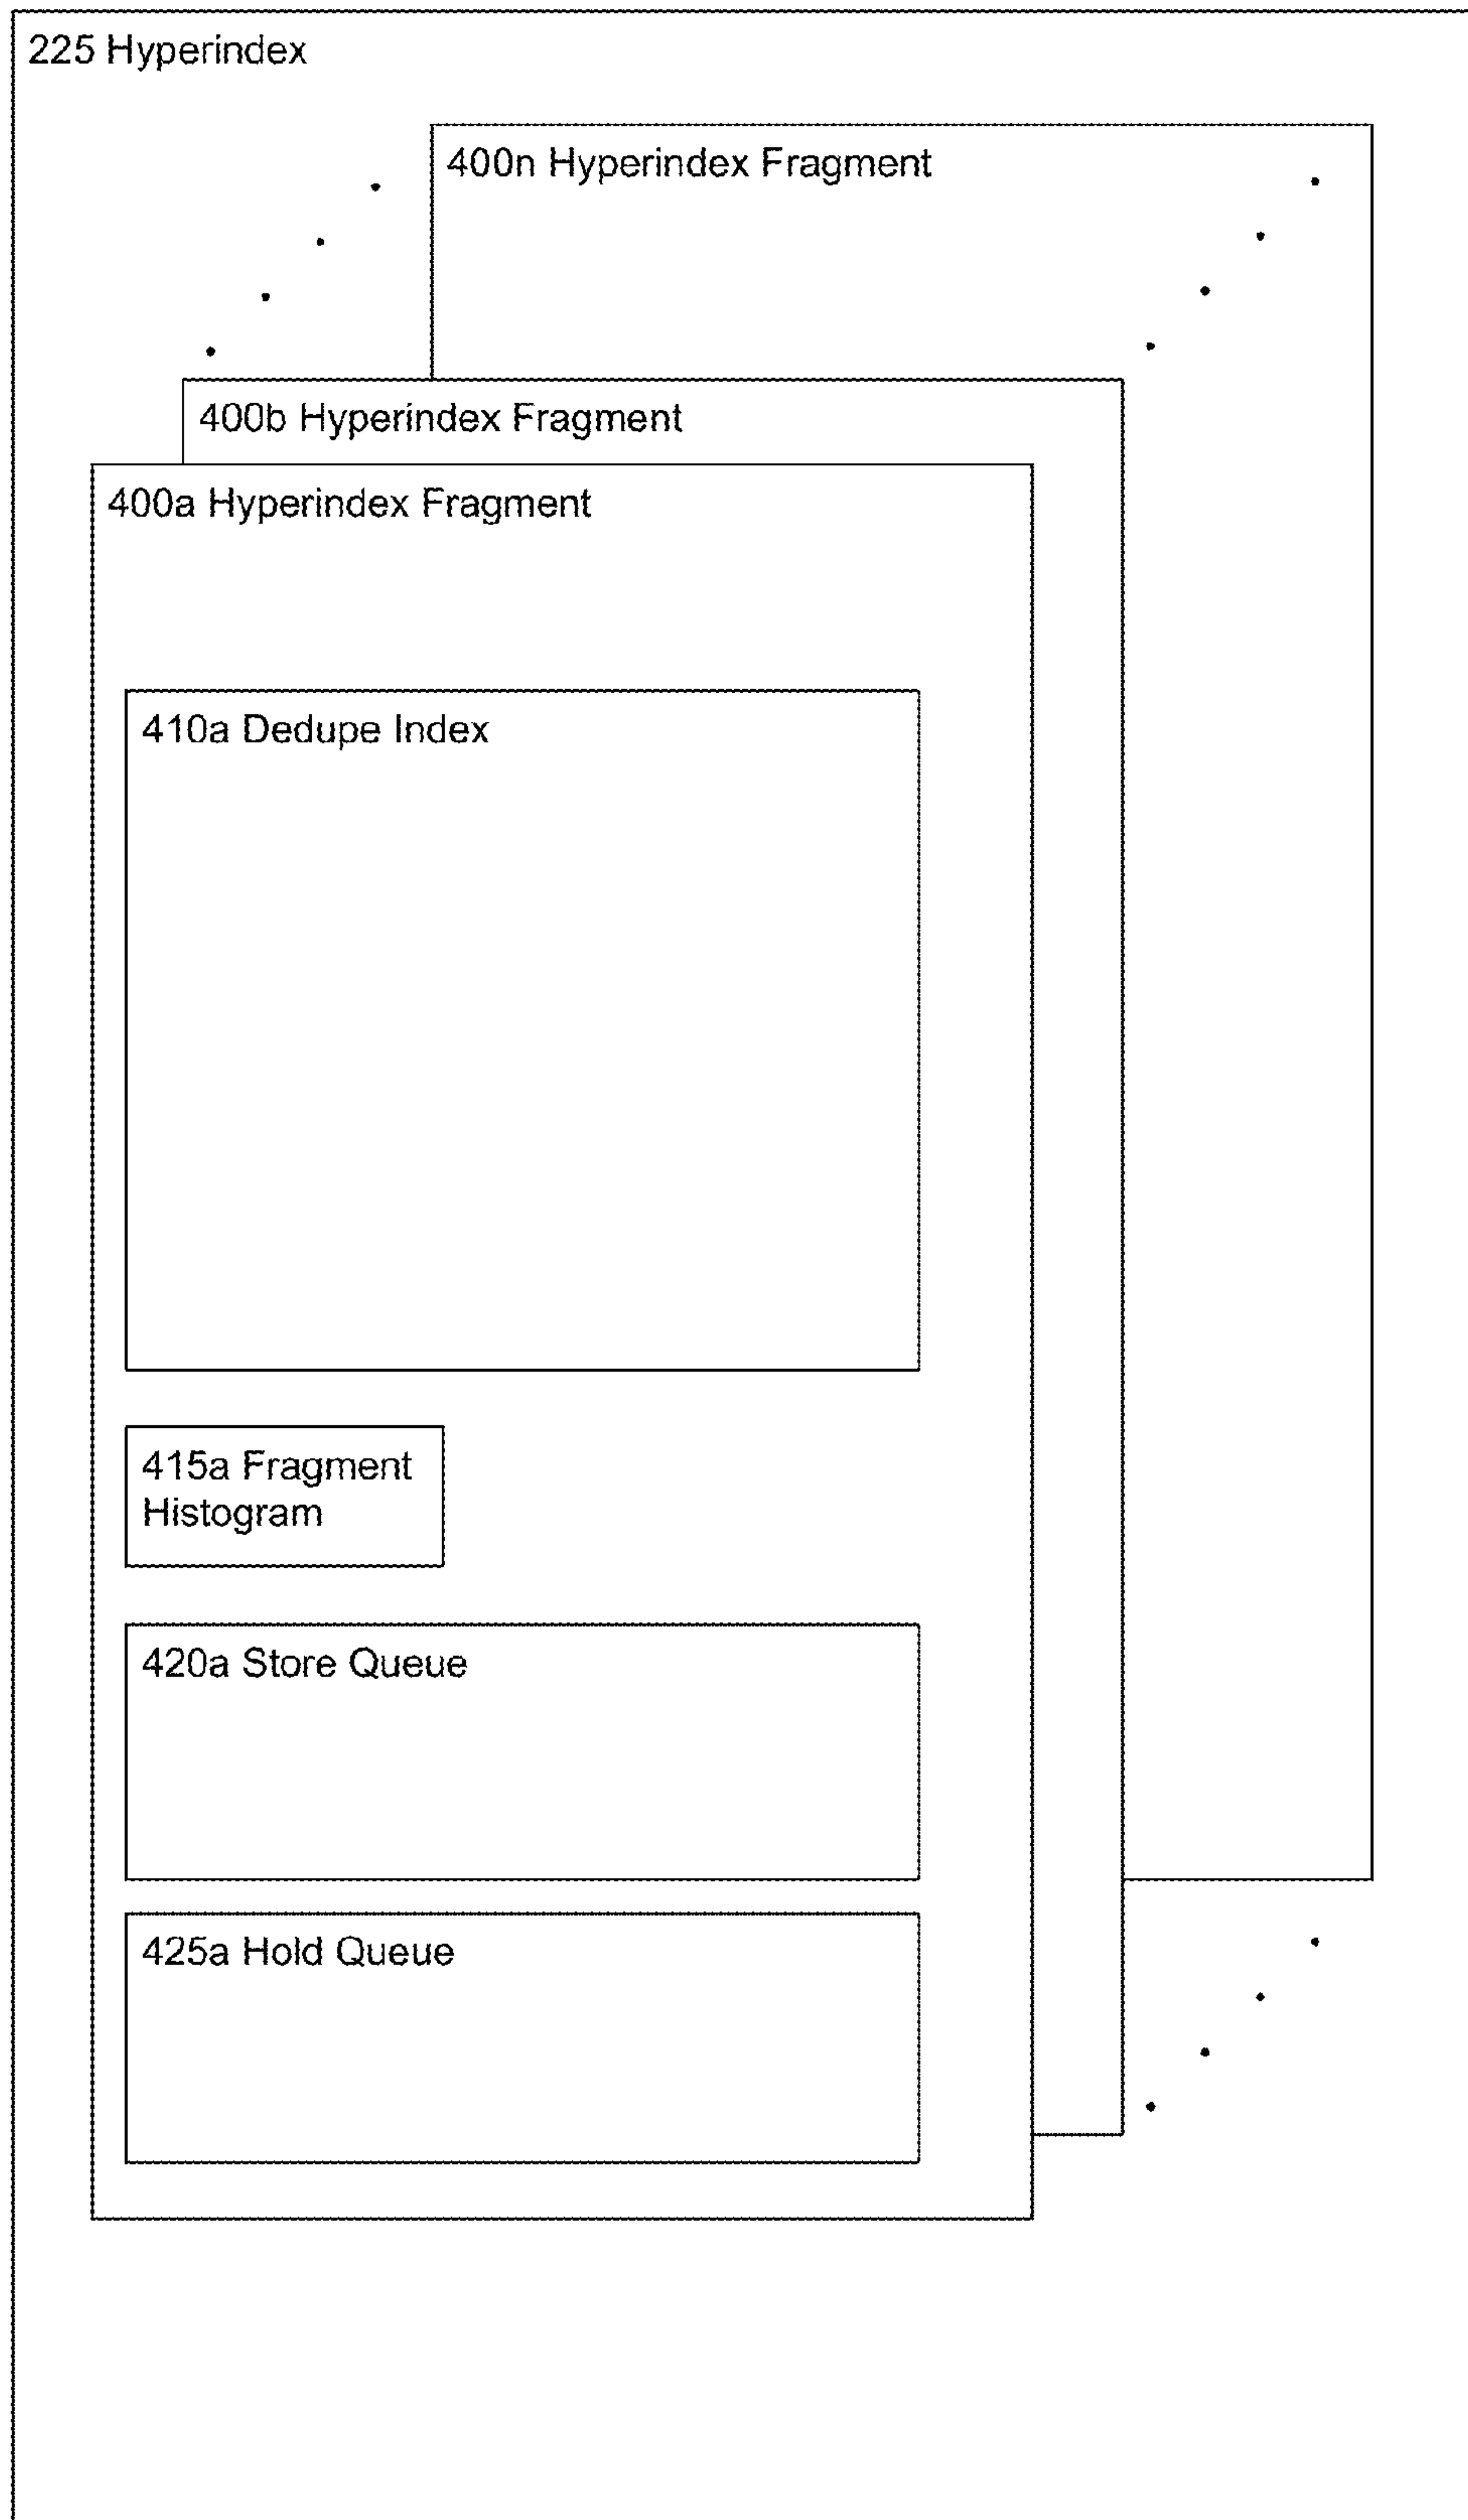 225 Hyperindex
400n Hyperindex Fragment
400b Hyperindex Fragment
400a Hyperindex Fragment
410a Dedupe Index
415a Fragment
Histogram
420a Store Queue
425a Hold Queue